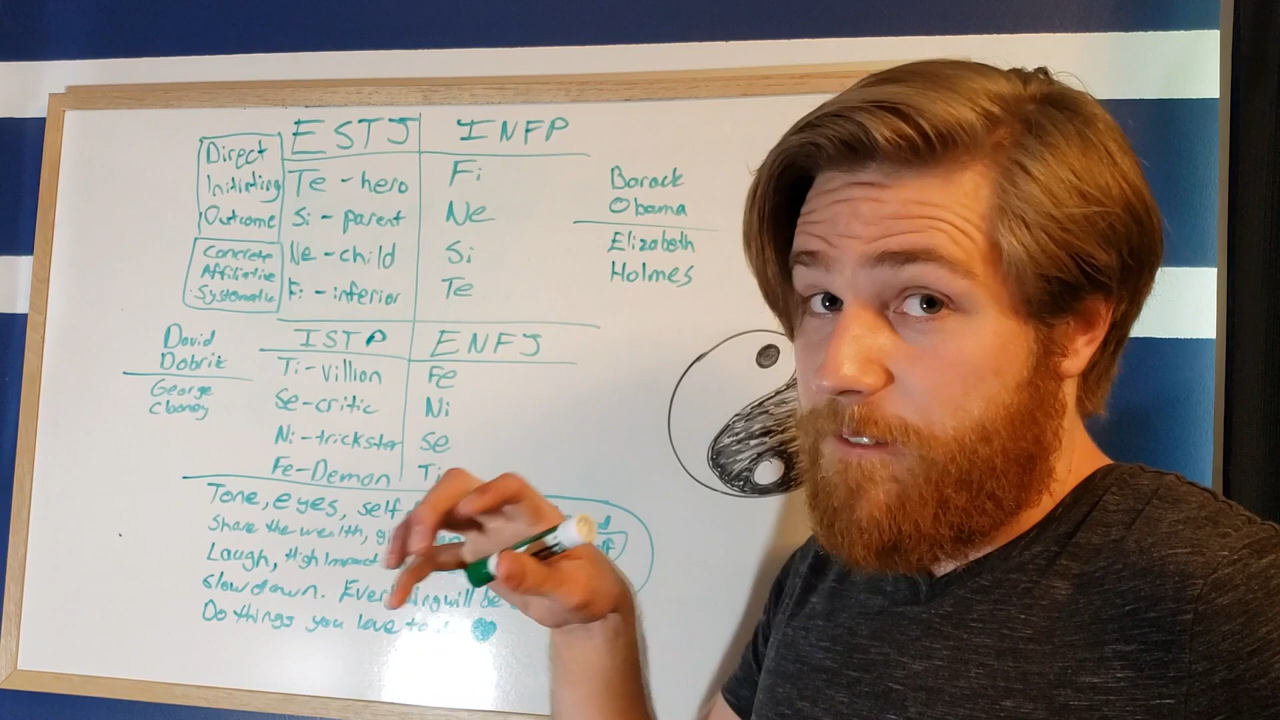 ESTJ INFP
Direct
Initiating
Outcome
Te - hero Fi
Si - parent Ne
Ne - child Si
Fi - inferior Te
Concrete
Affiliative
Systematic
Barack
Obama
Elizabeth
Holmes
ISTP ENFJ
Ti - villion Fe
Se - critic Ni
Ni - trickster Se
Fe - Demon Ti
David
Dobrik
George
Clooney
Tone, eyes, self
Share the wealth,
Laugh, High Impact
slow down. will be
Do things you love to